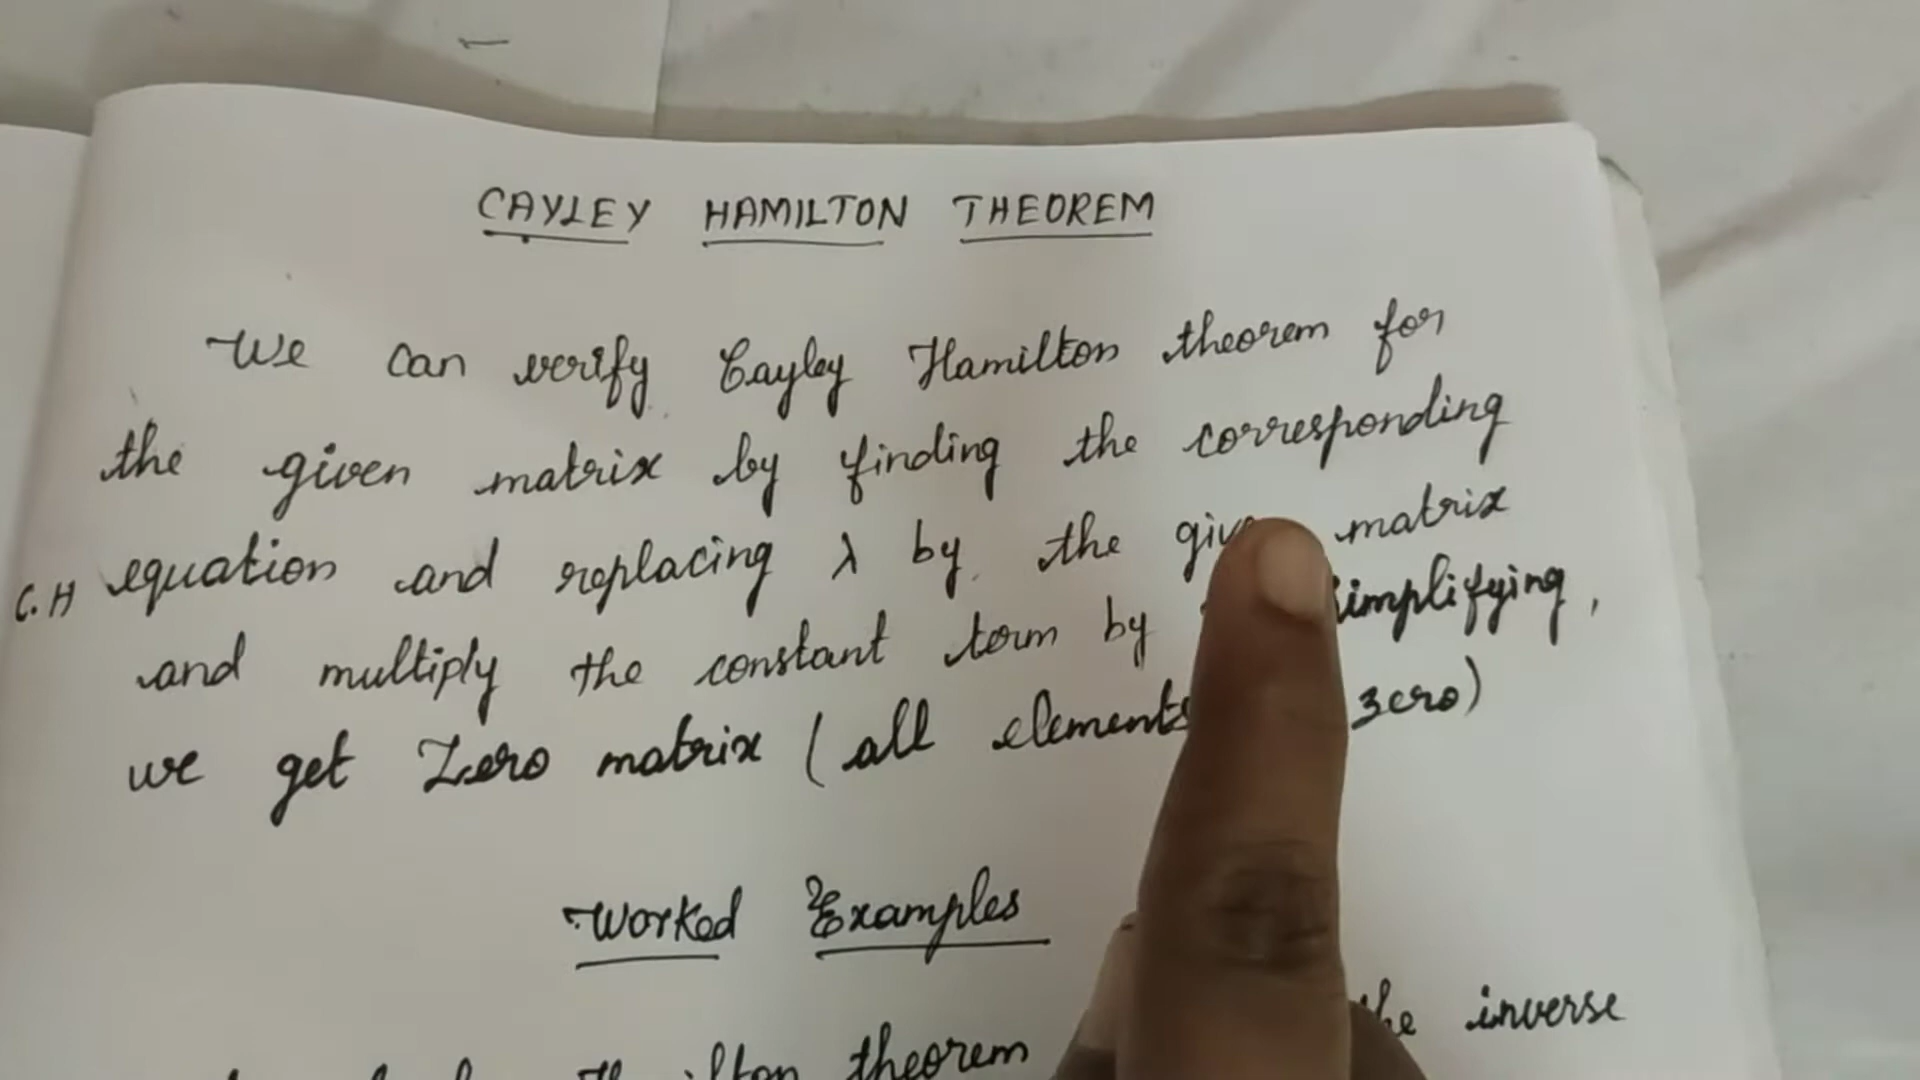 CAYLEY HAMILTON THEOREM
We can verify Cayley Hamilton theorem for
the given matrix by finding the corresponding
C.H equation and replacing λ by the matrix
and multiply the constant term by simplifying,
we get Zero matrix (all elements zero)
Worked Examples
theorem inverse